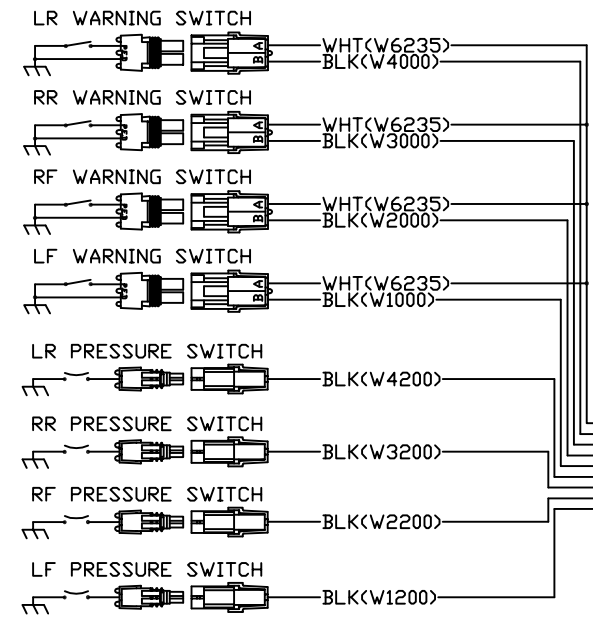 LR WARNING SWITCH
A WHT(W6235)
B BLK(W4000)
RR WARNING SWITCH
A WHT(W6235)
B BLK(W3000)
RF WARNING SWITCH
A WHT(W6235)
B BLK(W2000)
LF WARNING SWITCH
A WHT(W6235)
B BLK(W1000)
LR PRESSURE SWITCH
BLK(W4200)
RR PRESSURE SWITCH
BLK(W3200)
RF PRESSURE SWITCH
BLK(W2200)
LF PRESSURE SWITCH
BLK(W1200)